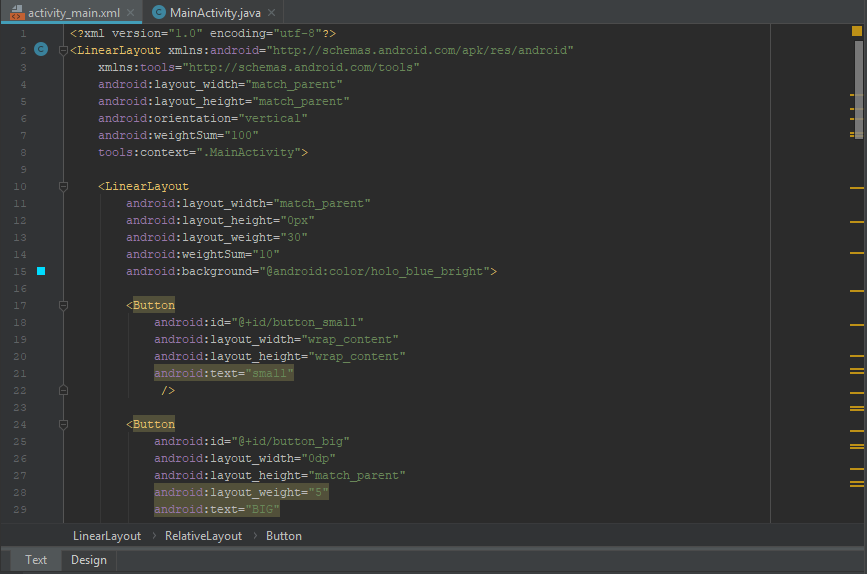 activity_main.xml MainActivity.java
1 <?xml version="1.0" encoding="utf-8"?>
2 <LinearLayout xmlns:android="http://schemas.android.com/apk/res/android"
3 xmlns:tools="http://schemas.android.com/tools"
4 android:layout_width="match_parent"
5 android:layout_height="match_parent"
6 android:orientation="vertical"
7 android:weightSum="100"
8 tools:context=".MainActivity">
9
10 <LinearLayout
11 android:layout_width="match_parent"
12 android:layout_height="0px"
13 android:layout_weight="30"
14 android:weightSum="10"
15 android:background="@android:color/holo_blue_bright">
16
17 <Button
18 android:id="@+id/button_small"
19 android:layout_width="wrap_content"
20 android:layout_height="wrap_content"
21 android:text="small"
22 />
23
24 <Button
25 android:id="@+id/button_big"
26 android:layout_width="0dp"
27 android:layout_height="match_parent"
28 android:layout_weight="5"
29 android:text="BIG"
LinearLayout › RelativeLayout › Button
Text Design